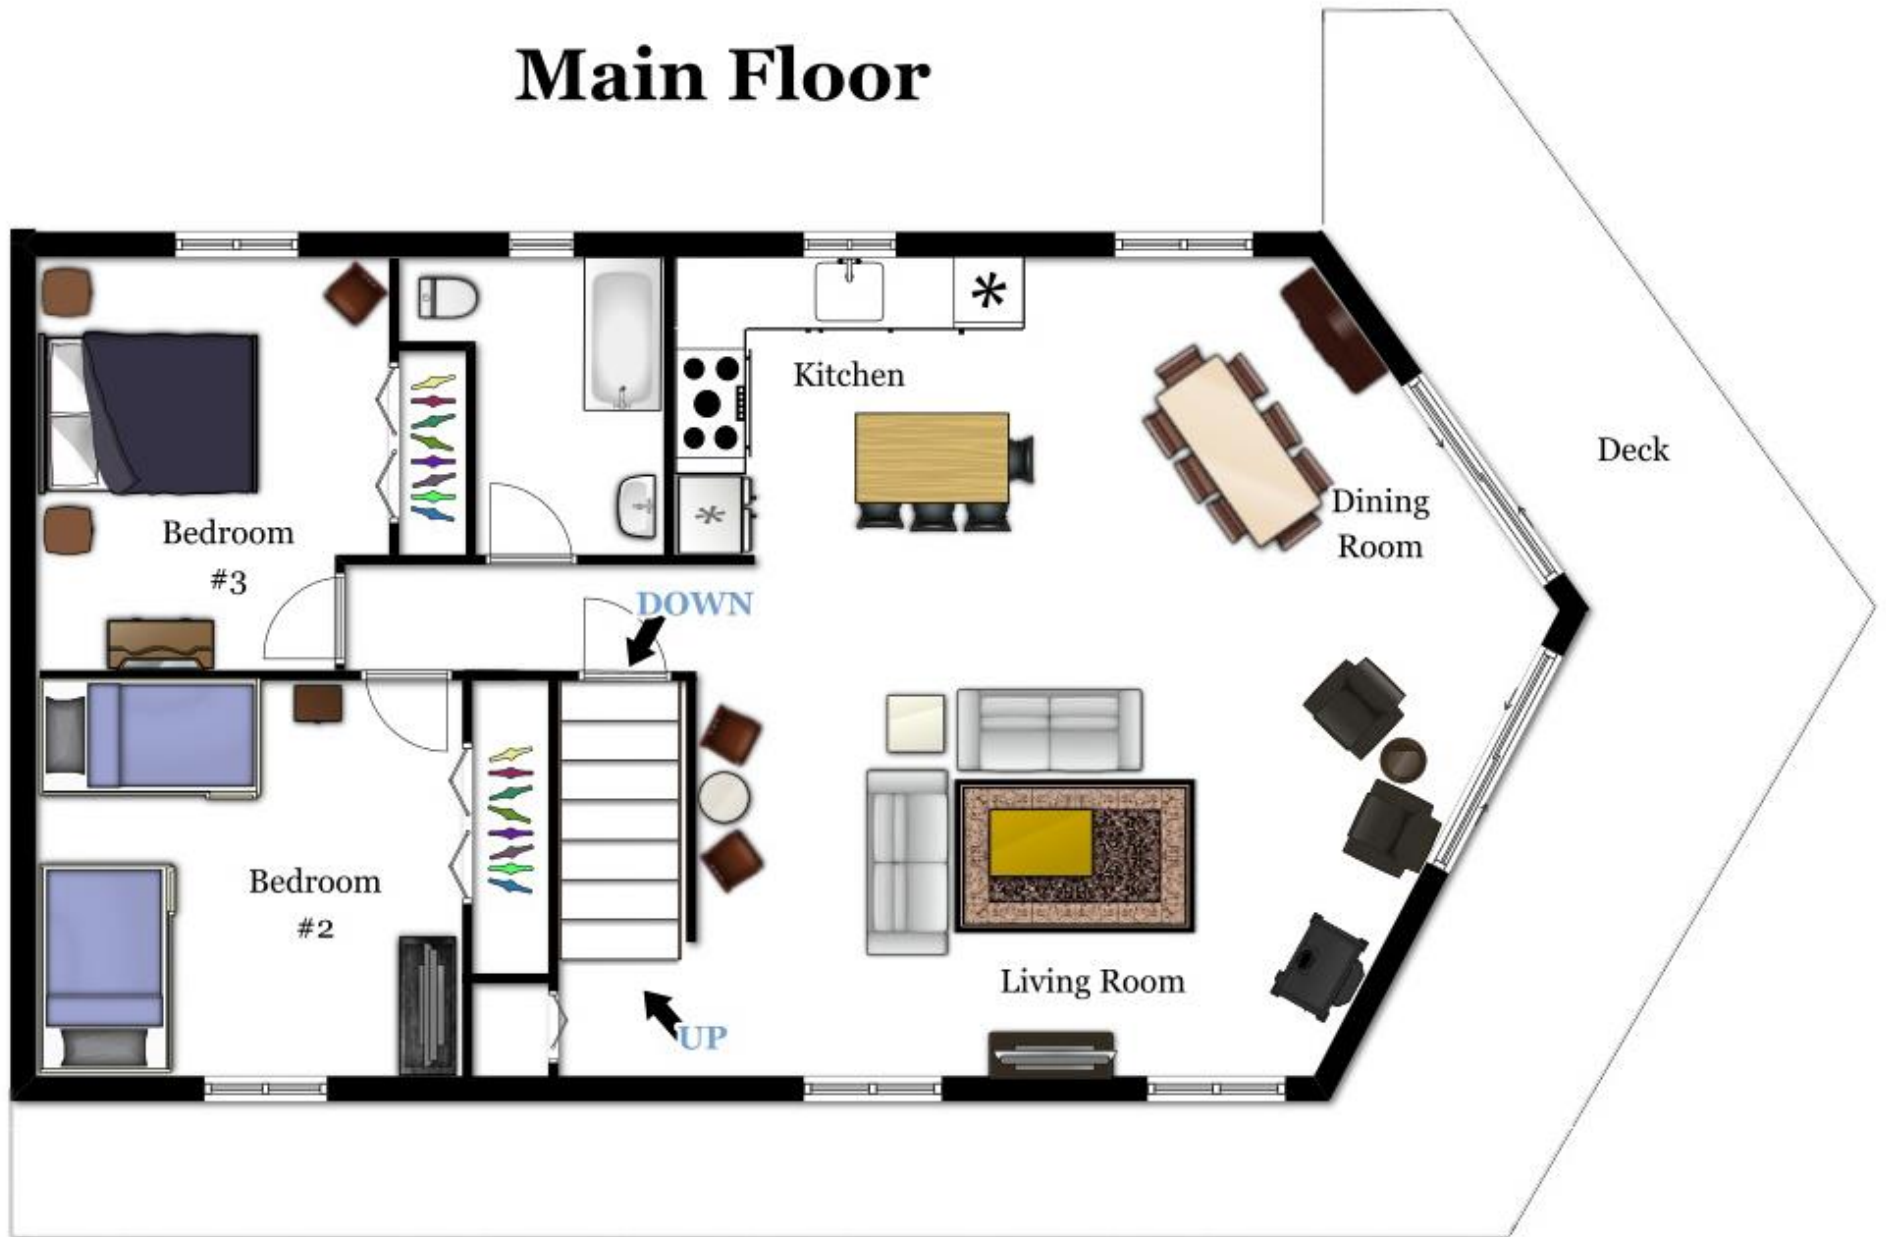 Main Floor
Kitchen
Deck
Dining
Room
Bedroom
#3
DOWN
Bedroom
#2
Living Room
UP